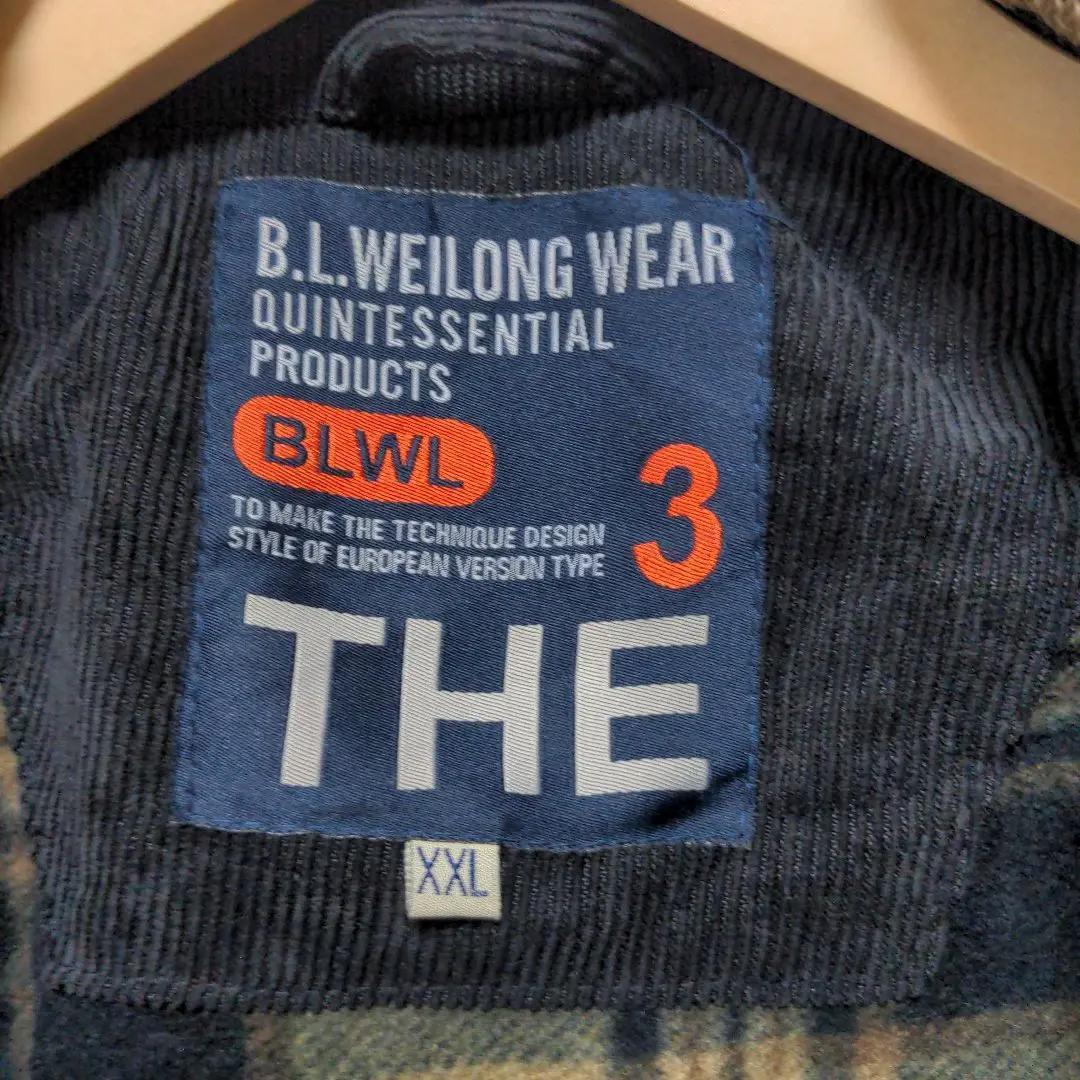 B.L.WEILONG WEAR
QUINTESSENTIAL
PRODUCTS
BLWL
3
TO MAKE THE TECHNIQUE DESIGN
STYLE OF EUROPEAN VERSION TYPE
THE
XXL